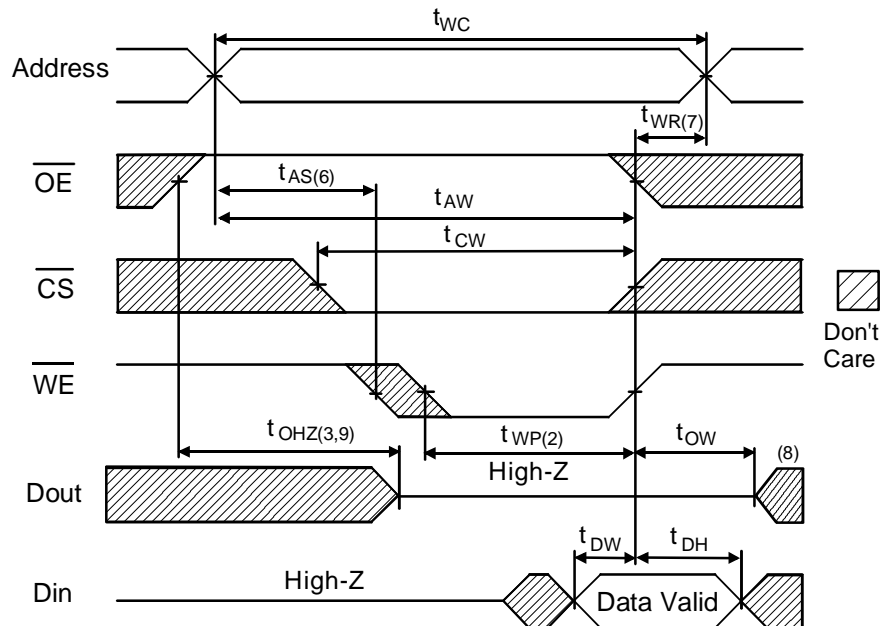 tWC
Address
tWR(7)
OE
tAS(6)
tAW
tCW
CS
Don't
Care
WE
tOHZ(3,9)
tWP(2)
tOW
High-Z
(8)
Dout
tDW
tDH
High-Z
Din
Data Valid